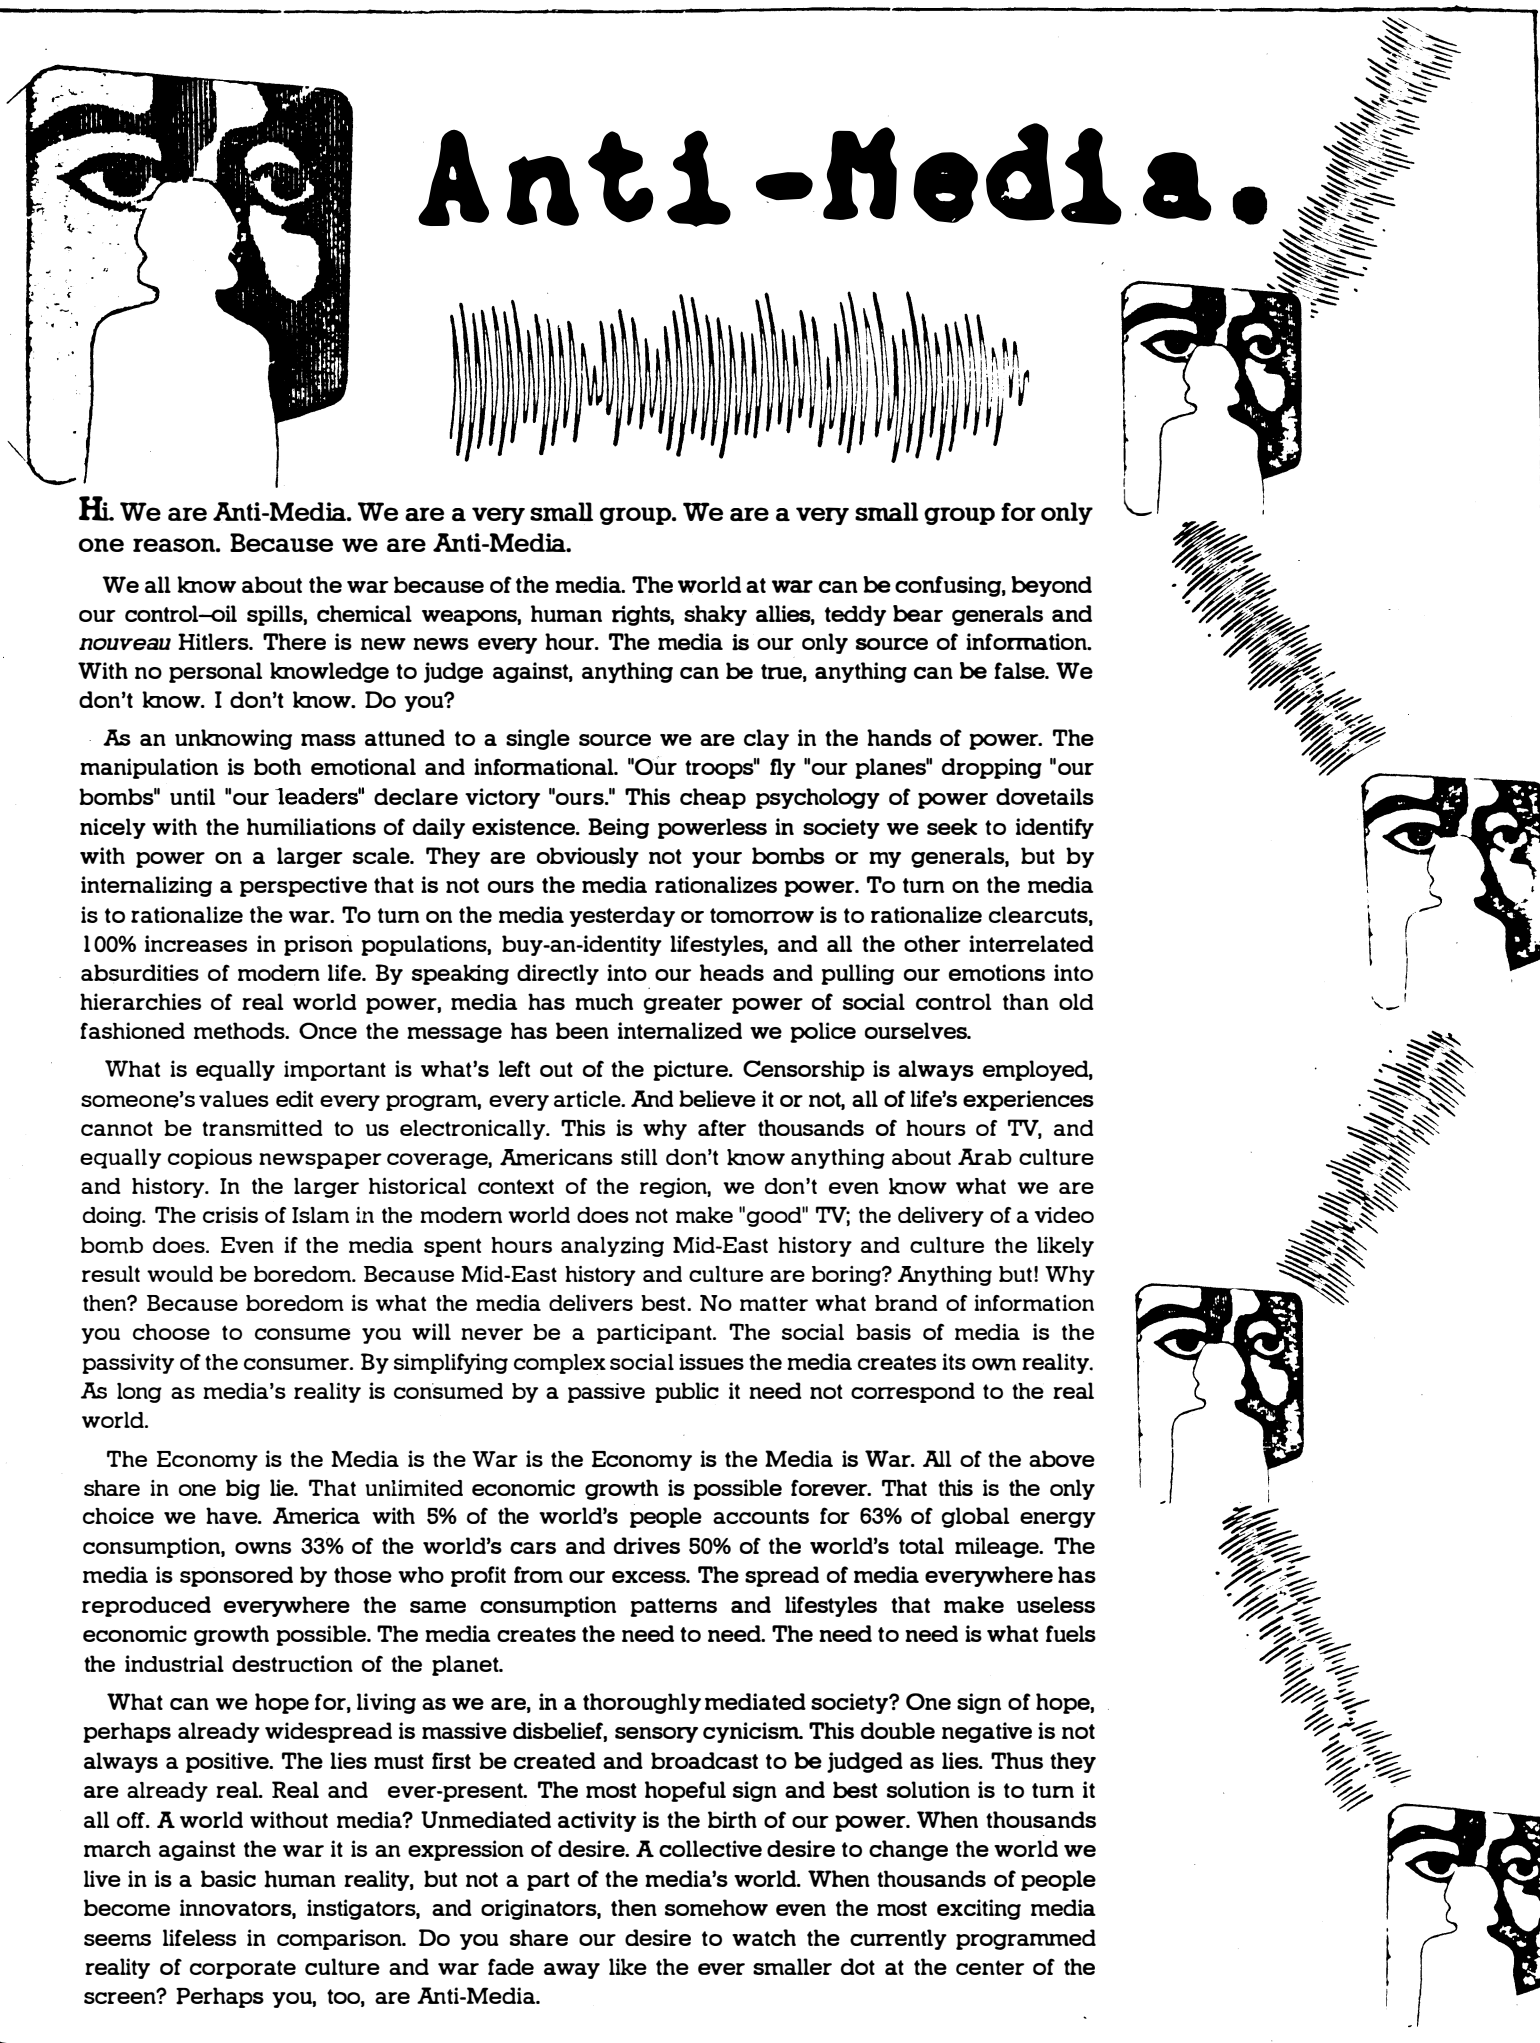 Anti-Media.
Hi. We are Anti-Media. We are a very small group. We are a very small group for only
one reason. Because we are Anti-Media.
We all know about the war because of the media. The world at war can be confusing, beyond
our control—oil spills, chemical weapons, human rights, shaky allies, teddy bear generals and
nouveau Hitlers. There is new news every hour. The media is our only source of information.
With no personal knowledge to judge against, anything can be true, anything can be false. We
don't know. I don't know. Do you?
As an unknowing mass attuned to a single source we are clay in the hands of power. The
manipulation is both emotional and informational. "Our troops" fly "our planes" dropping "our
bombs" until "our leaders" declare victory "ours." This cheap psychology of power dovetails
nicely with the humiliations of daily existence. Being powerless in society we seek to identify
with power on a larger scale. They are obviously not your bombs or my generals, but by
internalizing a perspective that is not ours the media rationalizes power. To turn on the media
is to rationalize the war. To turn on the media yesterday or tomorrow is to rationalize clearcuts,
100% increases in prison populations, buy-an-identity lifestyles, and all the other interrelated
absurdities of modern life. By speaking directly into our heads and pulling our emotions into
hierarchies of real world power, media has much greater power of social control than old
fashioned methods. Once the message has been internalized we police ourselves.
What is equally important is what's left out of the picture. Censorship is always employed,
someone's values edit every program, every article. And believe it or not, all of life's experiences
cannot be transmitted to us electronically. This is why after thousands of hours of TV, and
equally copious newspaper coverage, Americans still don't know anything about Arab culture
and history. In the larger historical context of the region, we don't even know what we are
doing. The crisis of Islam in the modern world does not make "good" TV; the delivery of a video
bomb does. Even if the media spent hours analyzing Mid-East history and culture the likely
result would be boredom. Because Mid-East history and culture are boring? Anything but! Why
then? Because boredom is what the media delivers best. No matter what brand of information
you choose to consume you will never be a participant. The social basis of media is the
passivity of the consumer. By simplifying complex social issues the media creates its own reality.
As long as media's reality is consumed by a passive public it need not correspond to the real
world.
The Economy is the Media is the War is the Economy is the Media is War. All of the above
share in one big lie. That unlimited economic growth is possible forever. That this is the only
choice we have. America with 5% of the world's people accounts for 63% of global energy
consumption, owns 33% of the world's cars and drives 50% of the world's total mileage. The
media is sponsored by those who profit from our excess. The spread of media everywhere has
reproduced everywhere the same consumption patterns and lifestyles that make useless
economic growth possible. The media creates the need to need. The need to need is what fuels
the industrial destruction of the planet.
What can we hope for, living as we are, in a thoroughly mediated society? One sign of hope,
perhaps already widespread is massive disbelief, sensory cynicism. This double negative is not
always a positive. The lies must first be created and broadcast to be judged as lies. Thus they
are already real. Real and ever-present. The most hopeful sign and best solution is to turn it
all off. A world without media? Unmediated activity is the birth of our power. When thousands
march against the war it is an expression of desire. A collective desire to change the world we
live in is a basic human reality, but not a part of the media's world. When thousands of people
become innovators, instigators, and originators, then somehow even the most exciting media
seems lifeless in comparison. Do you share our desire to watch the currently programmed
reality of corporate culture and war fade away like the ever smaller dot at the center of the
screen? Perhaps you, too, are Anti-Media.